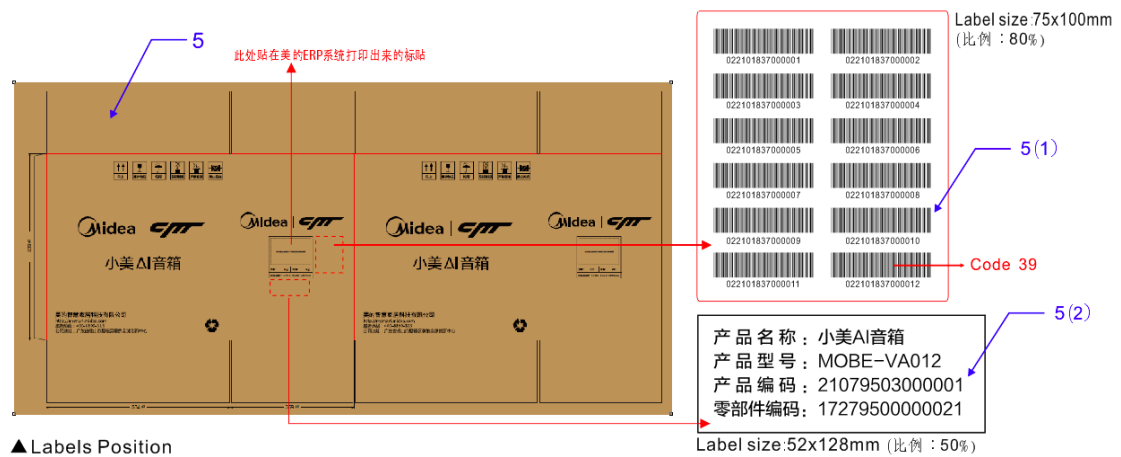 5
此处贴在美的ERP系统打印出来的标贴
Label size:75x100mm
(比例：80%)
022101837000001
022101837000002
022101837000003
022101837000004
022101837000005
022101837000006
022101837000007
022101837000008
022101837000009
022101837000010
022101837000011
022101837000012
5(1)
Code 39
Midea
小美AI音箱
Midea
Midea
小美AI音箱
Midea
产品名称：小美AI音箱
产品型号：MOBE-VA012
产品编码：21079503000001
零部件编码：17279500000021
5(2)
Label size:52x128mm (比例：50%)
▲Labels Position